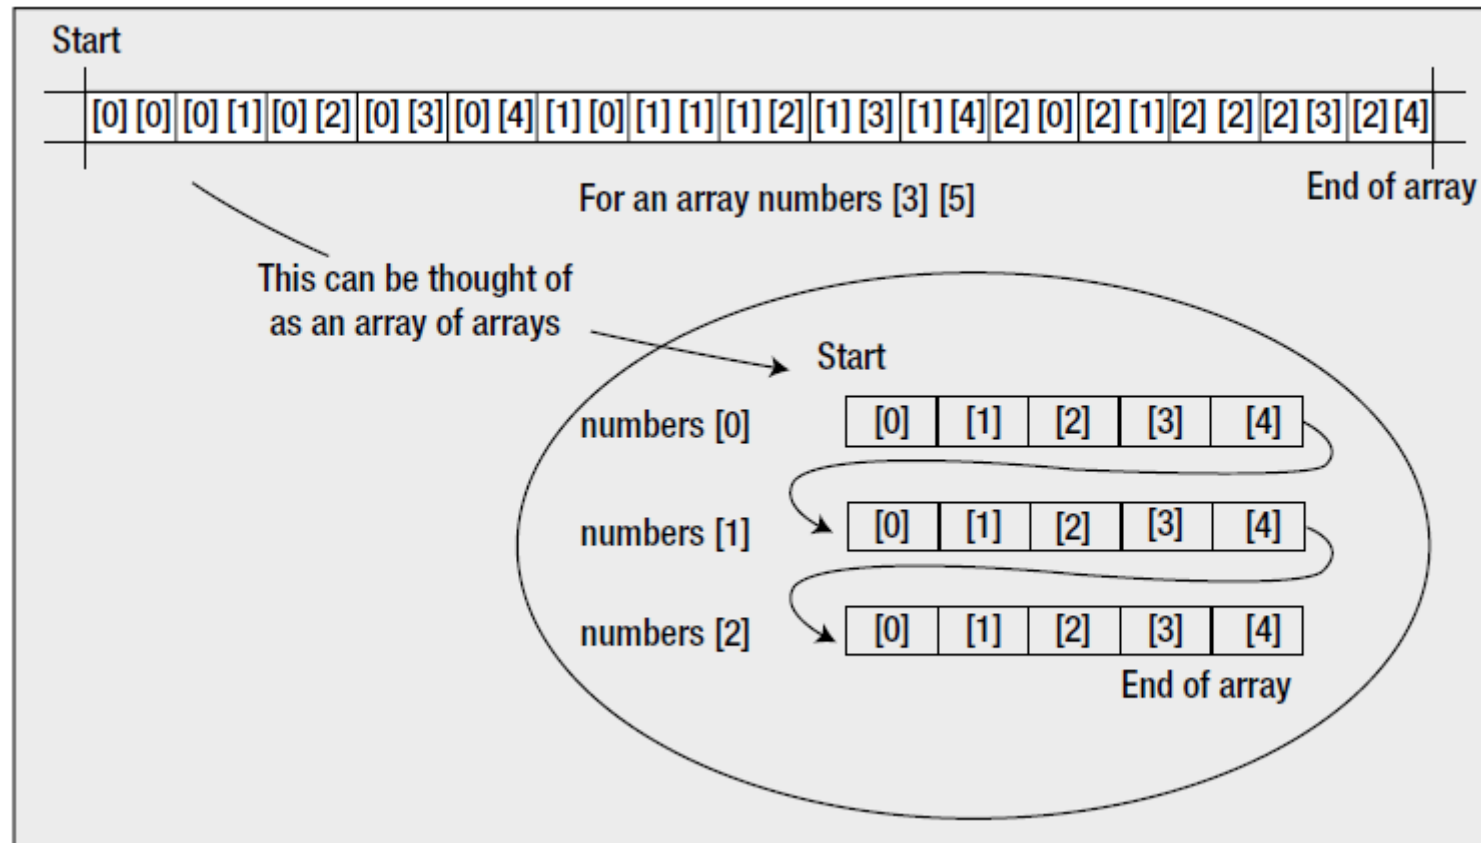 Start
[0] [0] [0] [1] [0] [2] [0] [3] [0] [4] [1] [0] [1] [1] [1] [2] [1] [3] [1] [4] [2] [0] [2] [1] [2] [2] [2] [3] [2] [4]
For an array numbers [3] [5]
End of array
This can be thought of
as an array of arrays
Start
numbers [0] [0] [1] [2] [3] [4]
numbers [1] [0] [1] [2] [3] [4]
numbers [2] [0] [1] [2] [3] [4]
End of array